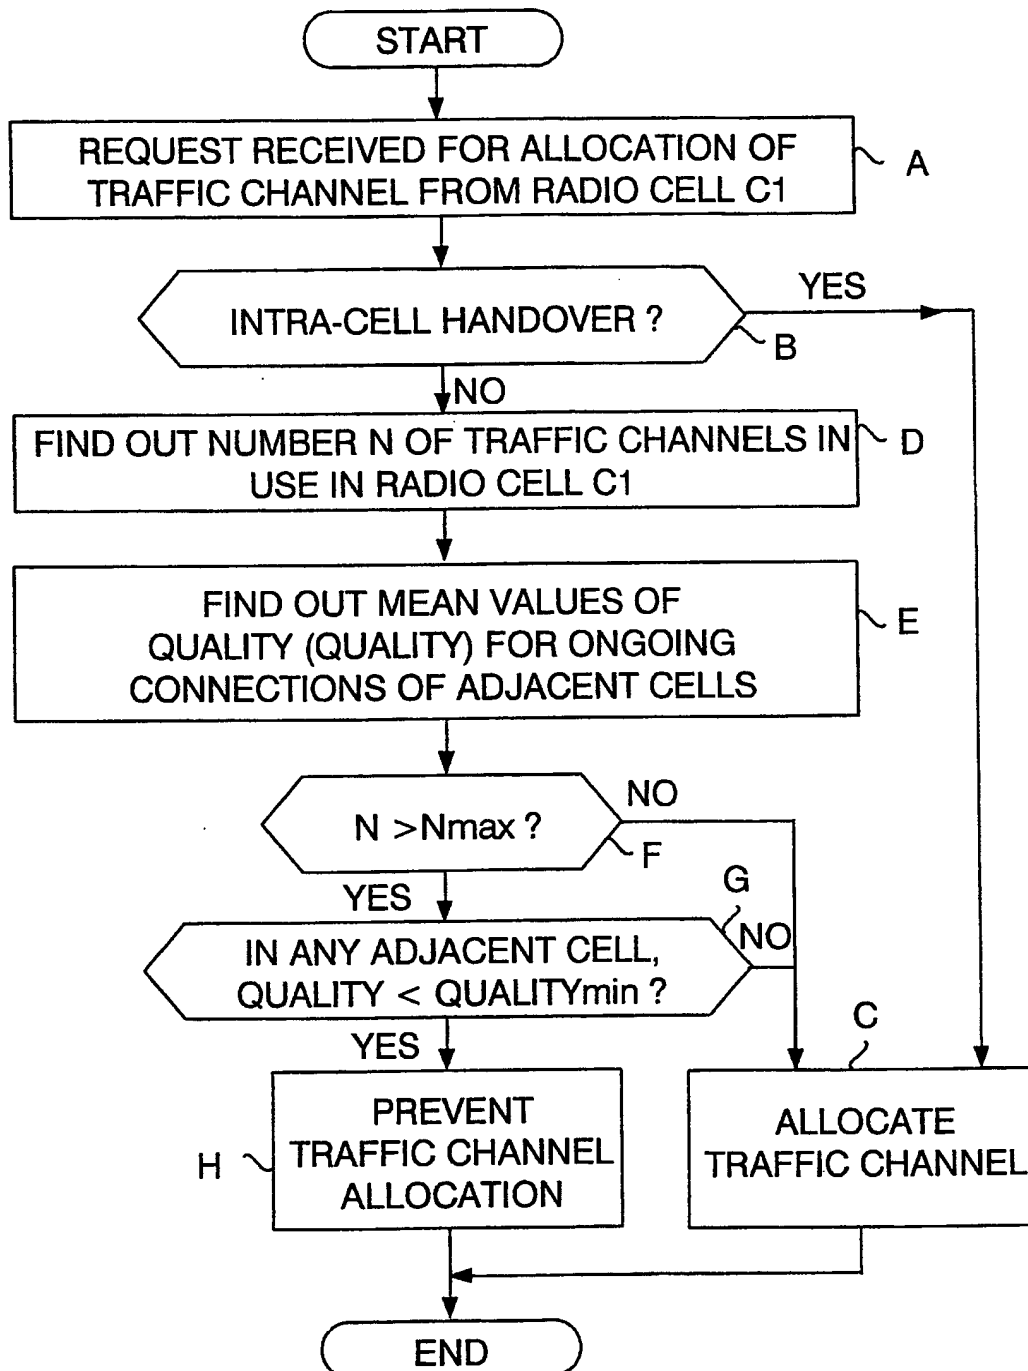 START
REQUEST RECEIVED FOR ALLOCATION OF
TRAFFIC CHANNEL FROM RADIO CELL C1
A
INTRA-CELL HANDOVER ?
YES
B
NO
FIND OUT NUMBER N OF TRAFFIC CHANNELS IN
USE IN RADIO CELL C1
D
FIND OUT MEAN VALUES OF
QUALITY (QUALITY) FOR ONGOING
CONNECTIONS OF ADJACENT CELLS
E
N >Nmax ?
NO
F
YES
G
IN ANY ADJACENT CELL,
QUALITY < QUALITYmin ?
NO
YES
C
PREVENT
TRAFFIC CHANNEL
ALLOCATION
H
ALLOCATE
TRAFFIC CHANNEL
END